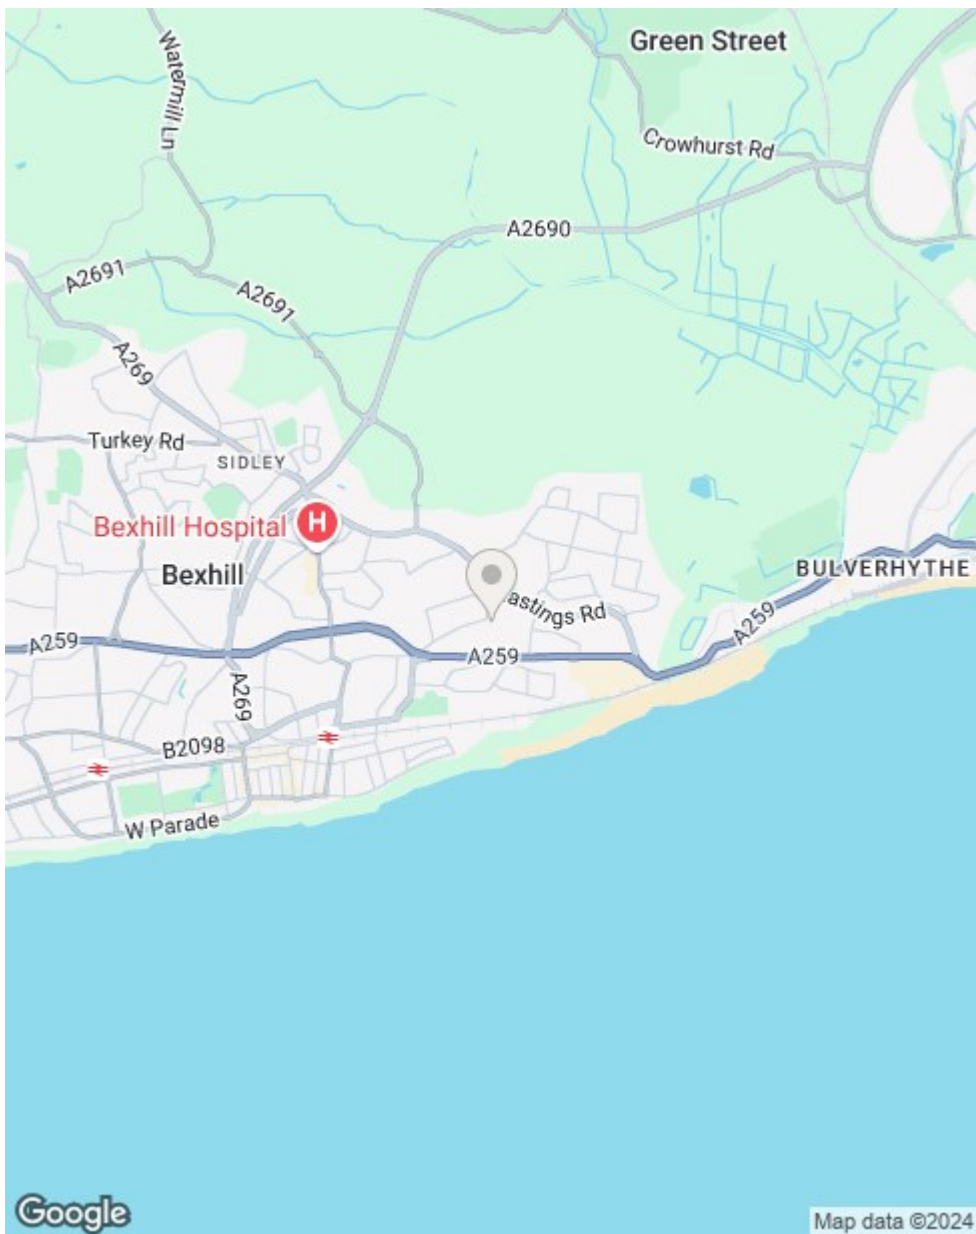 Green Street
Watermill Ln
Crowhurst Rd
A2690
A2691
A2691
A269
Turkey Rd
SIDLEY
Bexhill Hospital
H
Bexhill
BULVERHYTHE
astings Rd
A259
A259
A259
A269
B2098
W Parade
Google
Map data ©2024